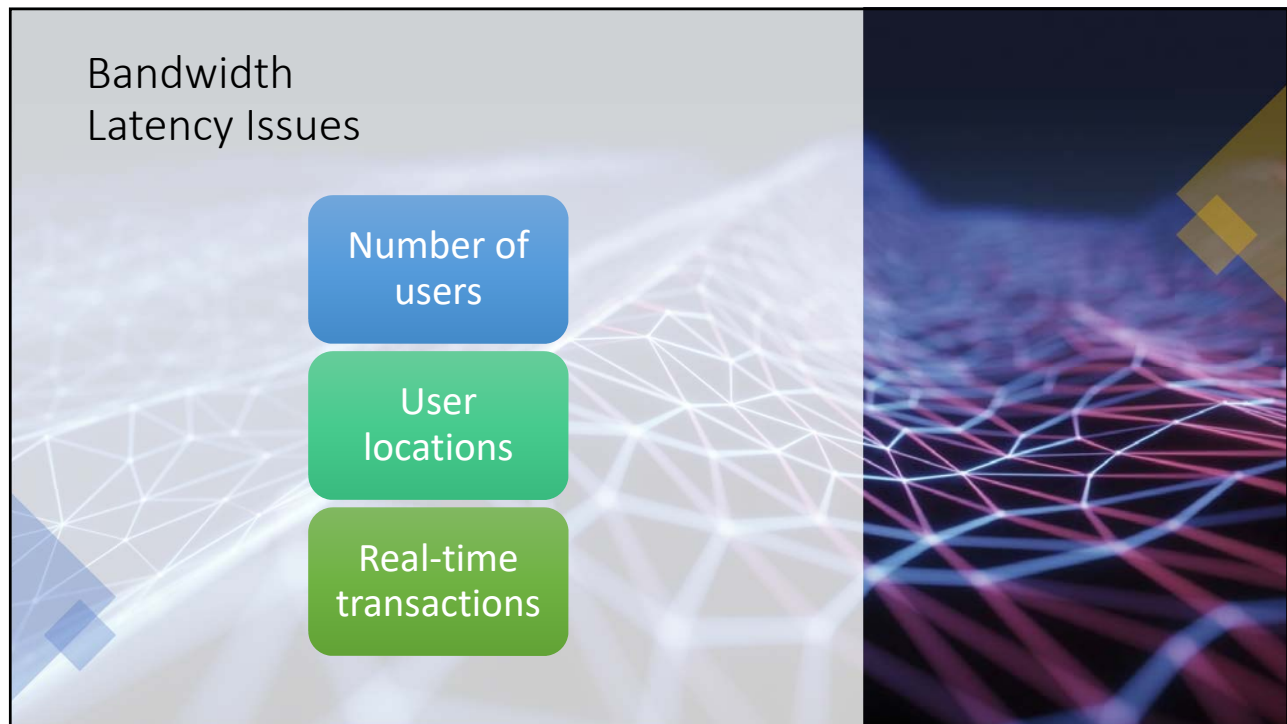 Bandwidth
Latency Issues
Number of
users
User
locations
Real-time
transactions